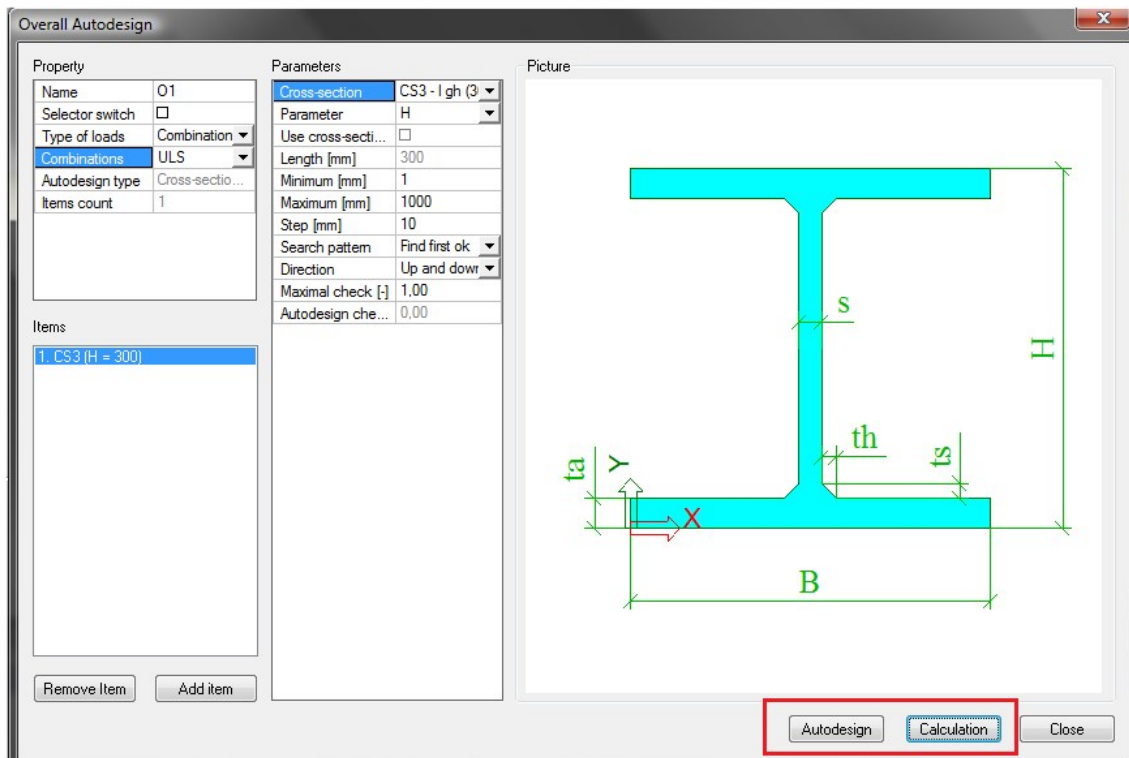 Overall Autodesign
Property
Name O1
Selector switch
Type of loads Combination
Combinations ULS
Autodesign type Cross-sectio...
Items count 1
Items
1. CS3 (H = 300)
Remove Item Add item
Parameters
Cross-section CS3 - I gh (3
Parameter H
Use cross-secti...
Length [mm] 300
Minimum [mm] 1
Maximum [mm] 1000
Step [mm] 10
Search pattern Find first ok
Direction Up and dowr
Maximal check [-] 1,00
Autodesign che... 0,00
Picture
s
H
th
ts
ta
Y
X
B
Autodesign Calculation Close